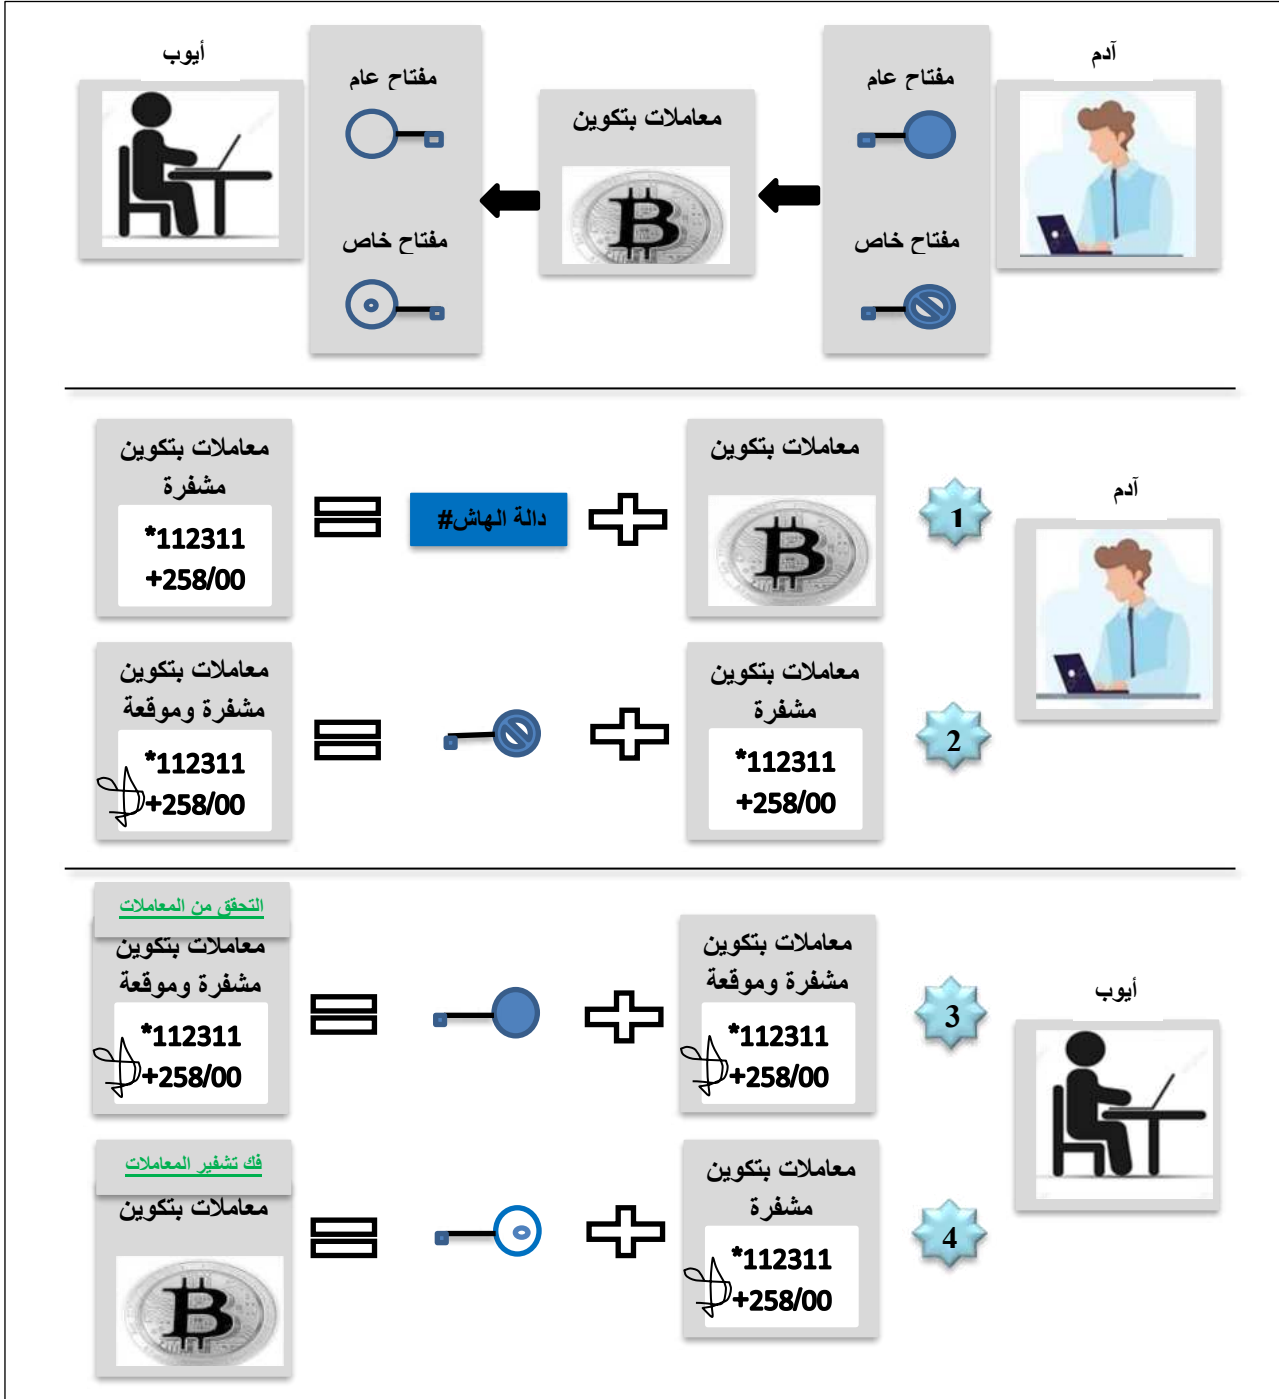 آدم
مفتاح عام
مفتاح خاص
معاملات بتكوين
مفتاح عام
مفتاح خاص
أيوب
آدم
1
معاملات بتكوين
دالة الهاش#
معاملات بتكوين
مشفرة
*112311
+258/00
2
معاملات بتكوين
مشفرة
*112311
+258/00
معاملات بتكوين
مشفرة وموقعة
*112311
+258/00
أيوب
3
معاملات بتكوين
مشفرة وموقعة
*112311
+258/00
التحقق من المعاملات
معاملات بتكوين
مشفرة وموقعة
*112311
+258/00
4
معاملات بتكوين
مشفرة
*112311
+258/00
فك تشفير المعاملات
معاملات بتكوين